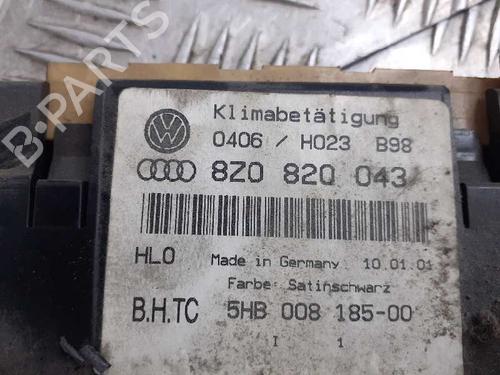 B-PARTS
Klimabetätigung
0406 / H023 B98
8Z0 820 043
HLO Made in Germany 10.01.01
Farbe: Satinschwarz
B.H.TC 5HB 008 185-00
I 1